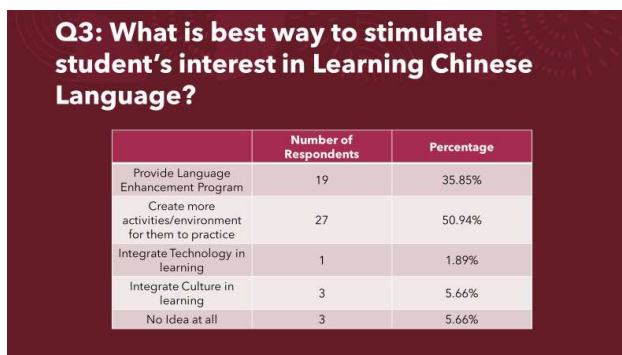 Q3: What is best way to stimulate
student's interest in Learning Chinese
Language?
Number of
Respondents
Percentage
Provide Language
Enhancement Program
19
35.85%
Create more
activities/environment
for them to practice
27
50.94%
Integrate Technology in
learning
1
1.89%
Integrate Culture in
learning
3
5.66%
No Idea at all
3
5.66%